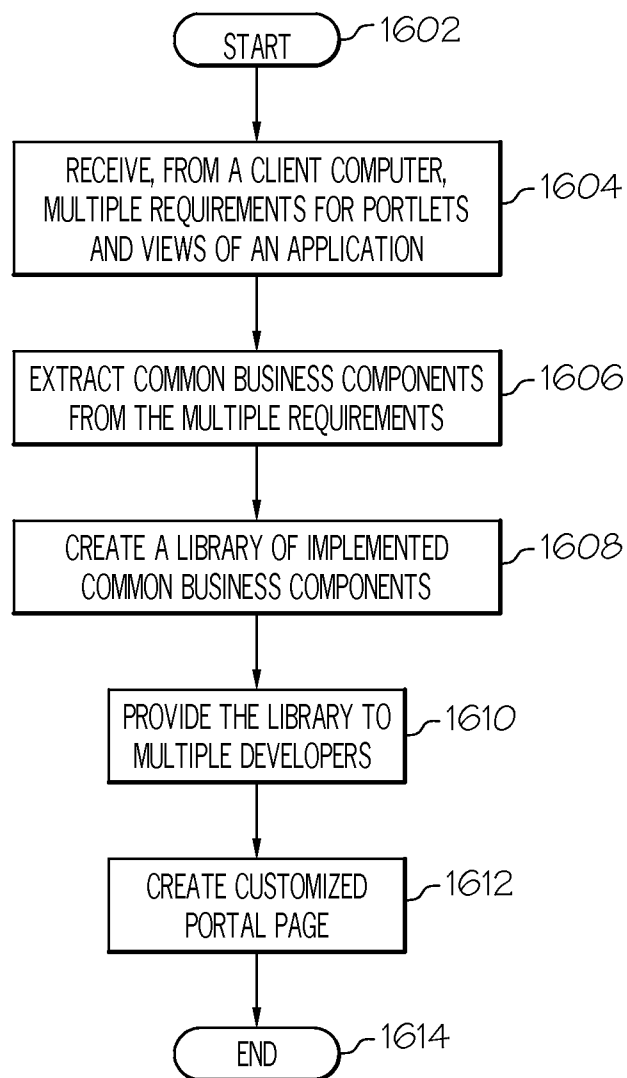 START
1602
RECEIVE, FROM A CLIENT COMPUTER,
MULTIPLE REQUIREMENTS FOR PORTLETS
AND VIEWS OF AN APPLICATION
1604
EXTRACT COMMON BUSINESS COMPONENTS
FROM THE MULTIPLE REQUIREMENTS
1606
CREATE A LIBRARY OF IMPLEMENTED
COMMON BUSINESS COMPONENTS
1608
PROVIDE THE LIBRARY TO
MULTIPLE DEVELOPERS
1610
CREATE CUSTOMIZED
PORTAL PAGE
1612
END
1614